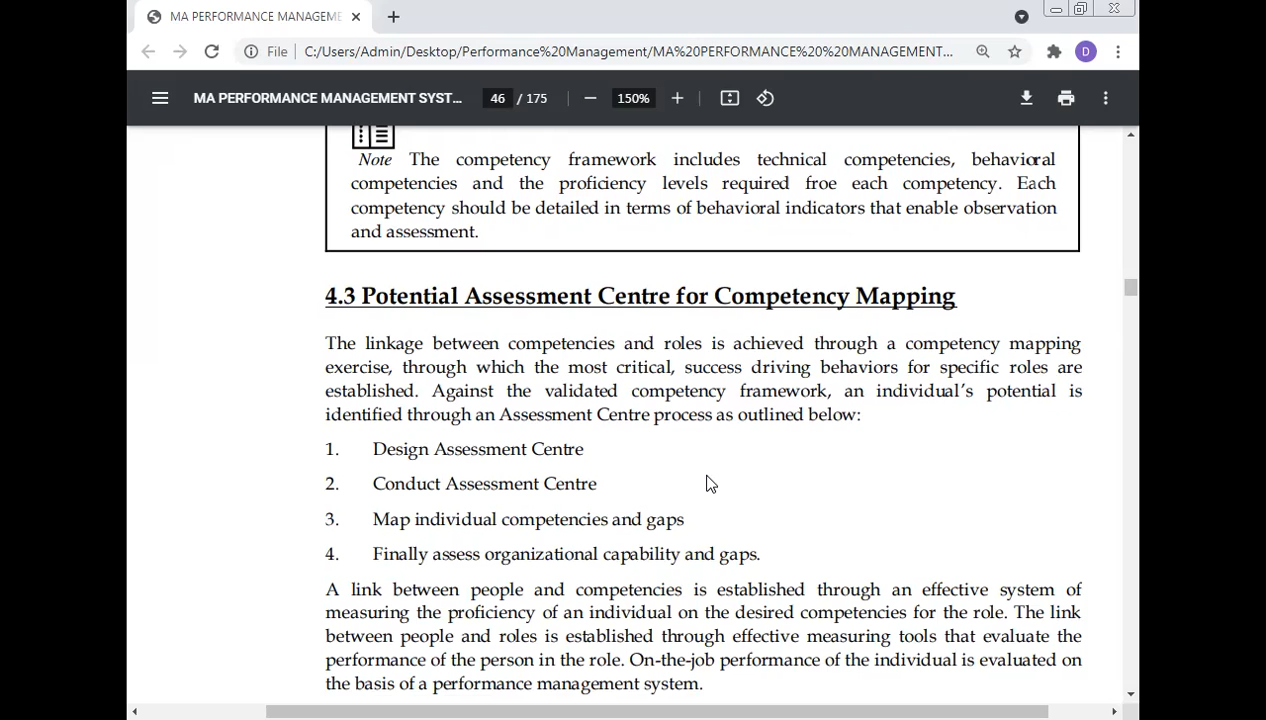 MA PERFORMANCE MANAGEME
File C:/Users/Admin/Desktop/Performance%20Management/MA%20PERFORMANCE%20%20MANAGEMENT... D
MA PERFORMANCE MANAGEMENT SYST... 46 / 175 150%
Note The competency framework includes technical competencies, behavioral
competencies and the proficiency levels required froe each competency. Each
competency should be detailed in terms of behavioral indicators that enable observation
and assessment.
4.3 Potential Assessment Centre for Competency Mapping
The linkage between competencies and roles is achieved through a competency mapping
exercise, through which the most critical, success driving behaviors for specific roles are
established. Against the validated competency framework, an individual's potential is
identified through an Assessment Centre process as outlined below:
1. Design Assessment Centre
2. Conduct Assessment Centre
3. Map individual competencies and gaps
4. Finally assess organizational capability and gaps.
A link between people and competencies is established through an effective system of
measuring the proficiency of an individual on the desired competencies for the role. The link
between people and roles is established through effective measuring tools that evaluate the
performance of the person in the role. On-the-job performance of the individual is evaluated on
the basis of a performance management system.